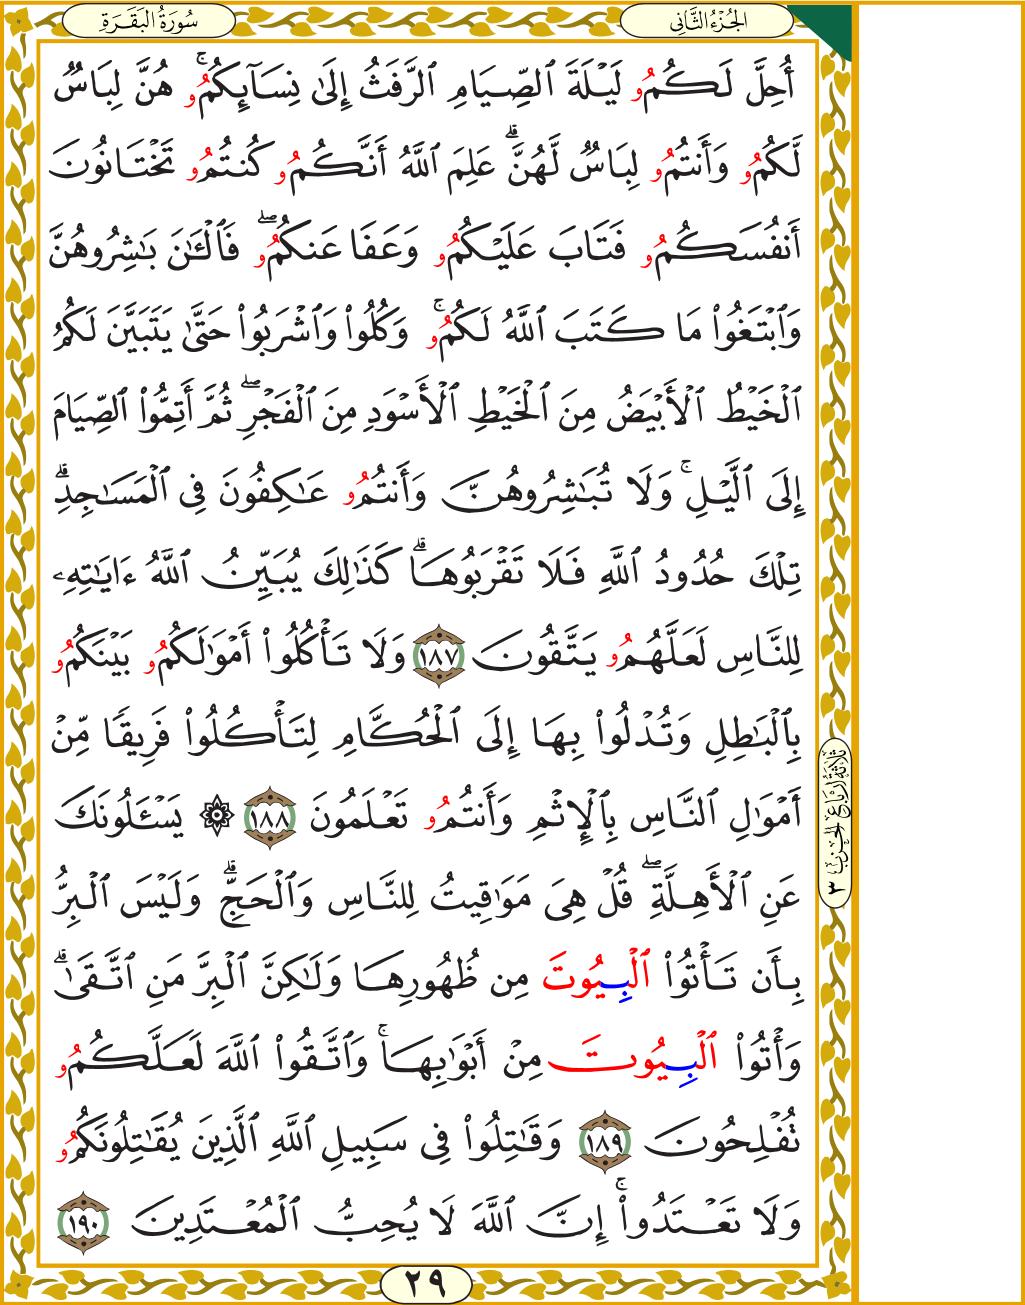 سُورَةُ البَقَرَةِ
الجُزْءُ الثَّانِي
أُحِلَّ لَكُمُو لَيْلَةَ ٱلصِّيَامِ ٱلرَّفَثُ إِلَىٰ نِسَآئِكُمُوۚ هُنَّ لِبَاسٌ
لَّكُمُو وَأَنتُمُو لِبَاسٌ لَّهُنَّۗ عَلِمَ ٱللَّهُ أَنَّكُمُو كُنتُمُو تَخْتَانُونَ
أَنفُسَكُمُو فَتَابَ عَلَيْكُمُو وَعَفَا عَنكُمُوۖ فَٱلْـَٰٔنَ بَٰشِرُوهُنَّ
وَٱبْتَغُوا۟ مَا كَتَبَ ٱللَّهُ لَكُمُوۚ وَكُلُوا۟ وَٱشْرَبُوا۟ حَتَّىٰ يَتَبَيَّنَ لَكُمُ
ٱلْخَيْطُ ٱلْأَبْيَضُ مِنَ ٱلْخَيْطِ ٱلْأَسْوَدِ مِنَ ٱلْفَجْرِۖ ثُمَّ أَتِمُّوا۟ ٱلصِّيَامَ
إِلَى ٱلَّيْلِۚ وَلَا تُبَٰشِرُوهُنَّ وَأَنتُمُو عَٰكِفُونَ فِى ٱلْمَسَٰجِدِۗ
تِلْكَ حُدُودُ ٱللَّهِ فَلَا تَقْرَبُوهَاۗ كَذَٰلِكَ يُبَيِّنُ ٱللَّهُ ءَايَٰتِهِۦ
لِلنَّاسِ لَعَلَّهُمُو يَتَّقُونَ ١٨٧ وَلَا تَأْكُلُوٓا۟ أَمْوَٰلَكُمُو بَيْنَكُمُو
بِٱلْبَٰطِلِ وَتُدْلُوا۟ بِهَا إِلَى ٱلْحُكَّامِ لِتَأْكُلُوا۟ فَرِيقًا مِّنْ
أَمْوَٰلِ ٱلنَّاسِ بِٱلْإِثْمِ وَأَنتُمُو تَعْلَمُونَ ١٨٨ ۞ يَسْـَٔلُونَكَ
عَنِ ٱلْأَهِلَّةِۖ قُلْ هِىَ مَوَٰقِيتُ لِلنَّاسِ وَٱلْحَجِّۗ وَلَيْسَ ٱلْبِرُّ
بِأَن تَأْتُوا۟ ٱلْبِيُوتَ مِن ظُهُورِهَا وَلَٰكِنَّ ٱلْبِرَّ مَنِ ٱتَّقَىٰۗ
وَأْتُوا۟ ٱلْبِيُوتَ مِنْ أَبْوَٰبِهَاۚ وَٱتَّقُوا۟ ٱللَّهَ لَعَلَّكُمُو
تُفْلِحُونَ ١٨٩ وَقَٰتِلُوا۟ فِى سَبِيلِ ٱللَّهِ ٱلَّذِينَ يُقَٰتِلُونَكُمُو
وَلَا تَعْتَدُوٓا۟ۚ إِنَّ ٱللَّهَ لَا يُحِبُّ ٱلْمُعْتَدِينَ ١٩٠
ثَلَاثَةُ أَرْبَاعِ الحِزْبِ ٣
٢٩